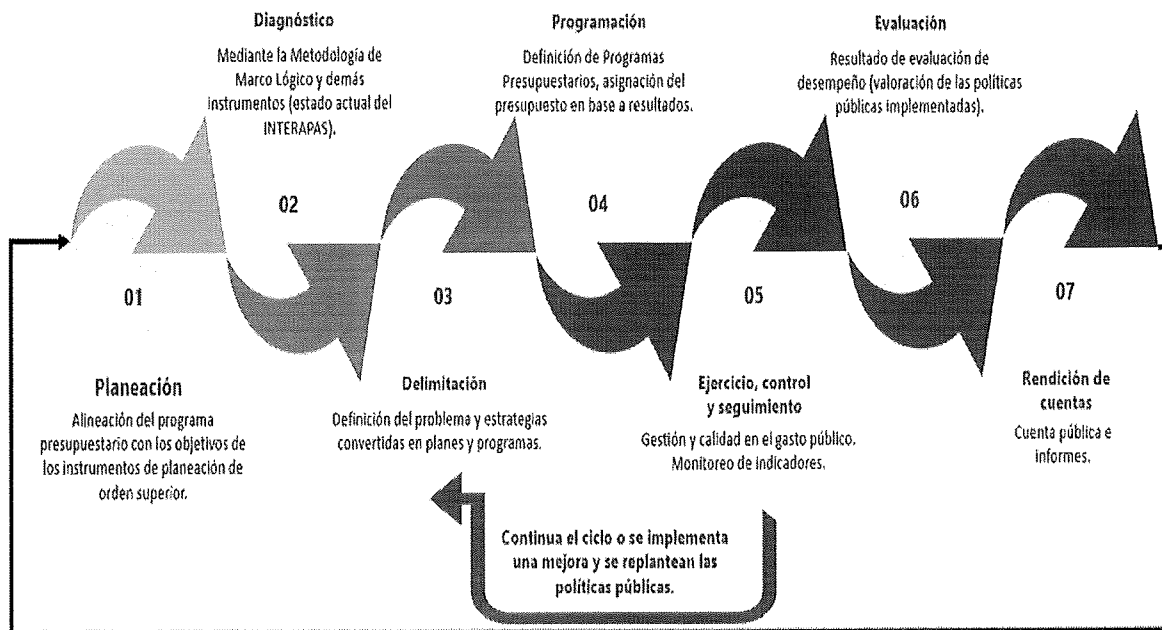 Diagnóstico
Mediante la Metodología de
Marco Lógico y demás
instrumentos (estado actual del
INTERAPAS).
Programación
Definición de Programas
Presupuestarios, asignación del
presupuesto en base a resultados.
Evaluación
Resultado de evaluación de
desempeño (valoración de las políticas
públicas implementadas).
02
04
06
01
03
05
07
Planeación
Alineación del programa
presupuestario con los objetivos de
los instrumentos de planeación de
orden superior.
Delimitación
Definición del problema y estrategias
convertidas en planes y programas.
Ejercicio, control
y seguimiento
Gestión y calidad en el gasto público.
Monitoreo de indicadores.
Rendición de
cuentas
Cuenta pública e
informes.
Continua el ciclo o se implementa
una mejora y se replantean las
políticas públicas.